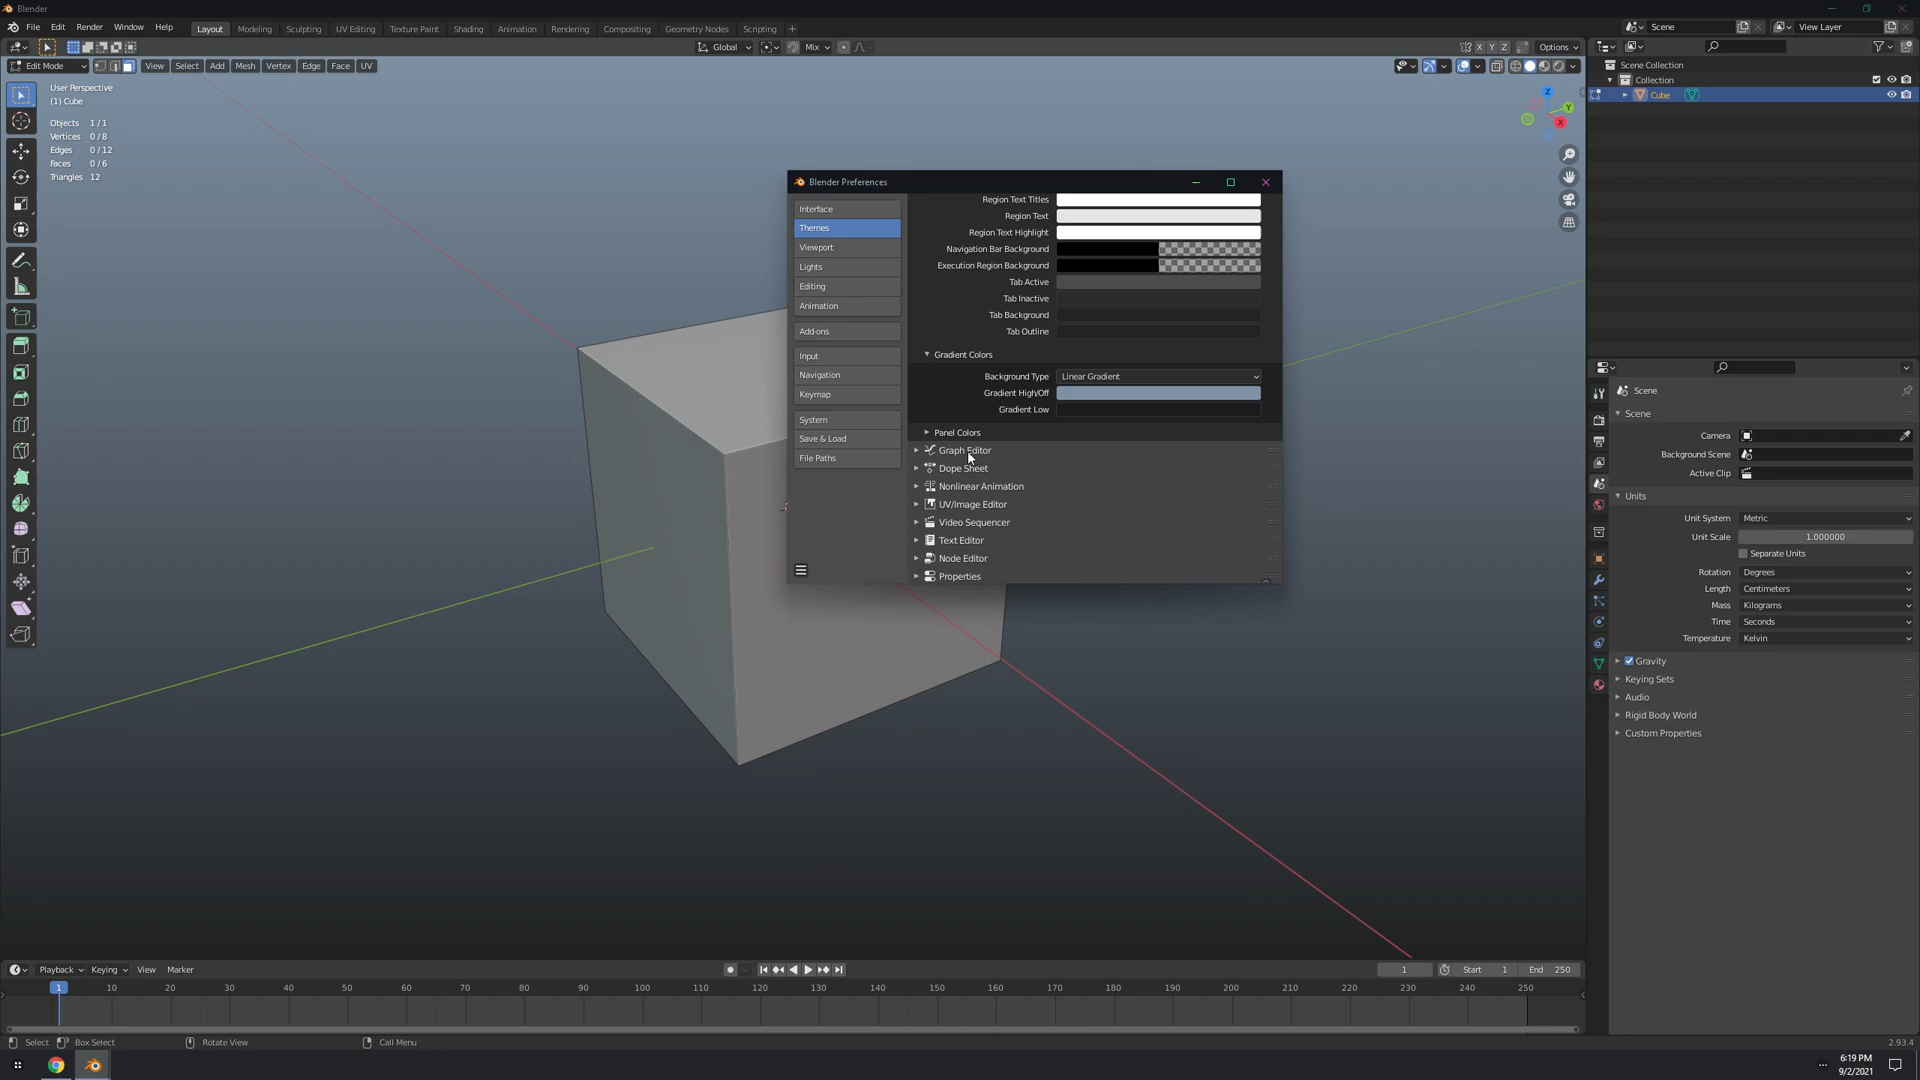 Blender
File Edit Render Window Help Layout Modeling Sculpting UV Editing Texture Paint Shading Animation Rendering Compositing Geometry Nodes Scripting + Scene View Layer
Global Mix X Y Z Options
Edit Mode View Select Add Mesh Vertex Edge Face UV
User Perspective
(1) Cube
Objects 1/1
Vertices 0/8
Edges 0/12
Faces 0/6
Triangles 12
Z
Y
X
Scene Collection
Collection
Cube
Blender Preferences
Interface
Themes
Viewport
Lights
Editing
Animation
Add-ons
Input
Navigation
Keymap
System
Save & Load
File Paths
Region Text Titles
Region Text
Region Text Highlight
Navigation Bar Background
Execution Region Background
Tab Active
Tab Inactive
Tab Background
Tab Outline
Gradient Colors
Background Type Linear Gradient
Gradient High/Off
Gradient Low
Panel Colors
Graph Editor
Dope Sheet
Nonlinear Animation
UV/Image Editor
Video Sequencer
Text Editor
Node Editor
Properties
Scene
Scene
Camera
Background Scene
Active Clip
Units
Unit System Metric
Unit Scale 1.000000
Separate Units
Rotation Degrees
Length Centimeters
Mass Kilograms
Time Seconds
Temperature Kelvin
Gravity
Keying Sets
Audio
Rigid Body World
Custom Properties
Playback Keying View Marker 1 Start 1 End 250
1 10 20 30 40 50 60 70 80 90 100 110 120 130 140 150 160 170 180 190 200 210 220 230 240 250
Select Box Select Rotate View Call Menu 2.93.4
6:19 PM
9/2/2021